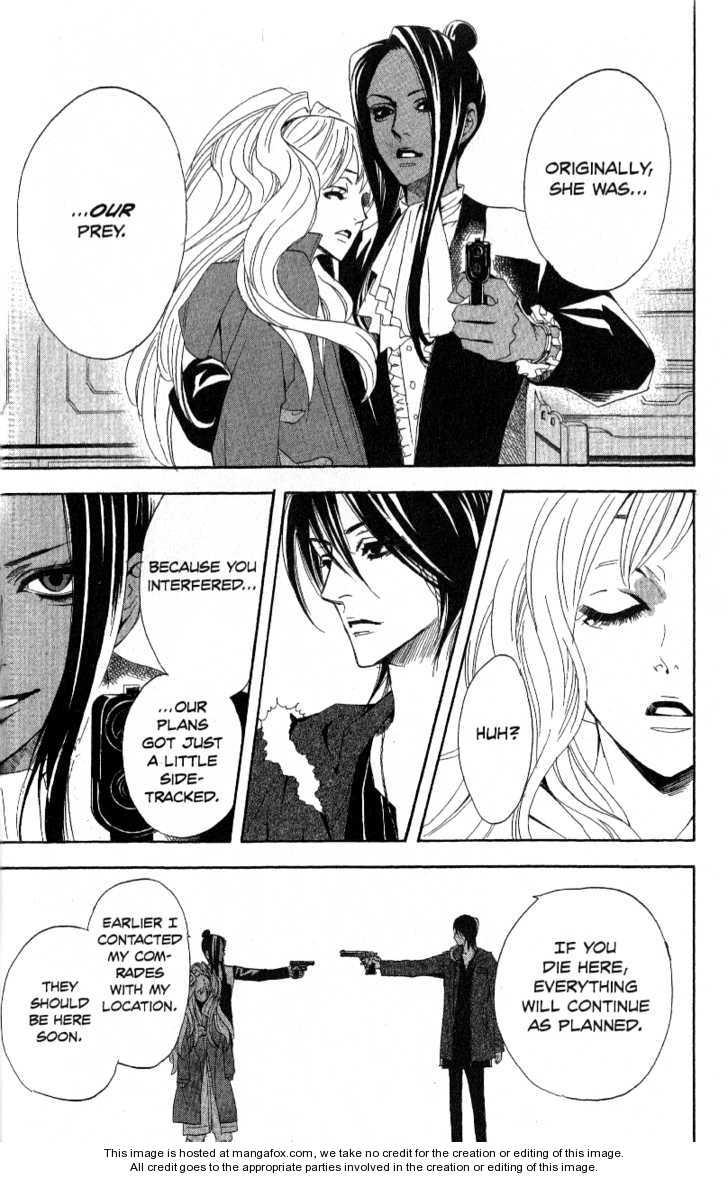 ORIGINALLY,
SHE WAS...
...OUR
PREY.
HUH?
BECAUSE YOU
INTERFERED...
...OUR
PLANS
GOT JUST
A LITTLE
SIDE-
TRACKED.
IF YOU
DIE HERE,
EVERYTHING
WILL CONTINUE
AS PLANNED.
EARLIER I
CONTACTED
MY COM-
RADES
WITH MY
LOCATION.
THEY
SHOULD
BE HERE
SOON.
This image is hosted at mangafox.com, we take no credit for the creation or editing of this image.
All credit goes to the appropriate parties involved in the creation or editing of this image.